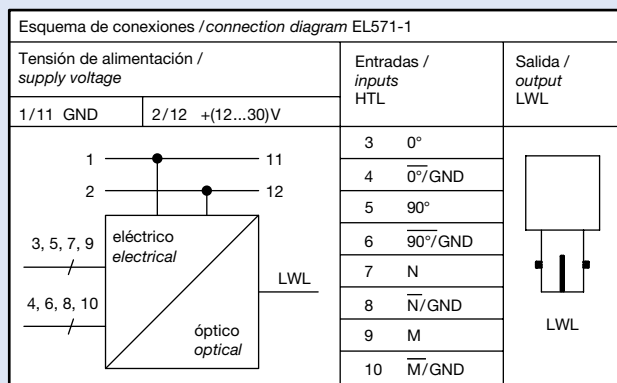 Esquema de conexiones / connection diagram EL571-1
Tensión de alimentación /
supply voltage
1/11 GND
2/12 +(12...30)V
Entradas /
inputs
HTL
Salida /
output
LWL
1
11
2
12
3, 5, 7, 9
4, 6, 8, 10
eléctrico
electrical
óptico
optical
LWL
3 0°
4 0̅°̅/GND
5 90°
6 9̅0̅°̅/GND
7 N
8 N̅/GND
9 M
10 M̅/GND
LWL